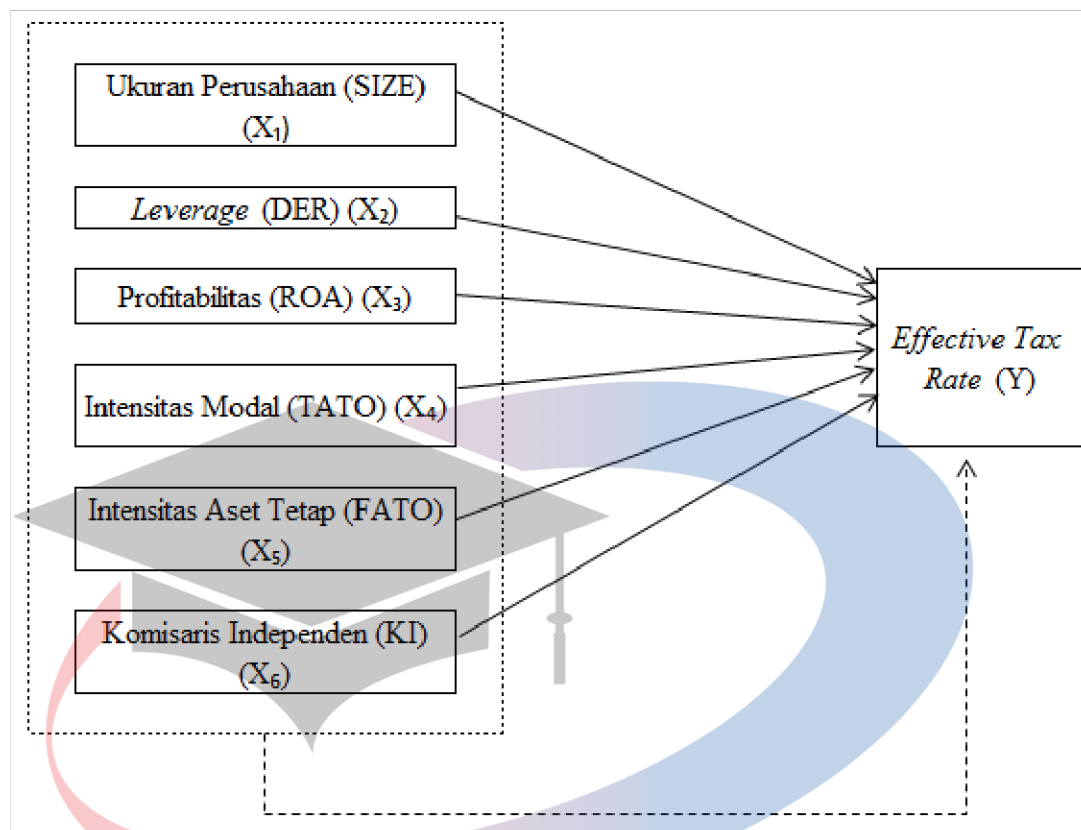 Ukuran Perusahaan (SIZE)
(X₁)
Leverage (DER) (X₂)
Profitabilitas (ROA) (X₃)
Intensitas Modal (TATO) (X₄)
Intensitas Aset Tetap (FATO)
(X₅)
Komisaris Independen (KI)
(X₆)
Effective Tax
Rate (Y)